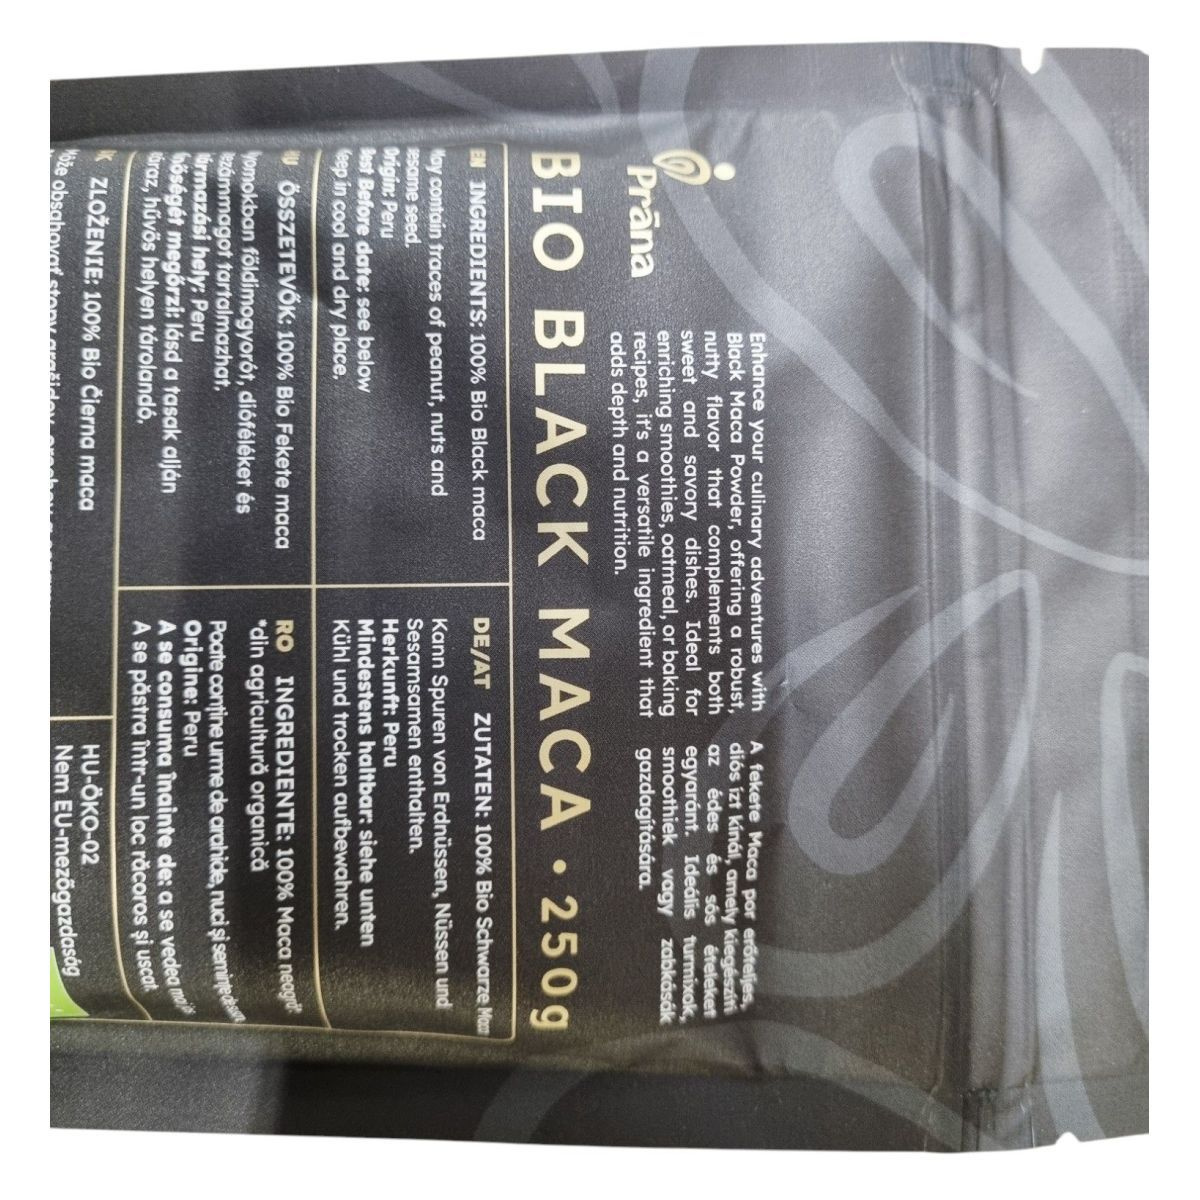 Prāna
Enhance your culinary adventures with
Black Maca Powder, offering a robust,
nutty flavor that complements both
sweet and savory dishes. Ideal for
enriching smoothies, oatmeal, or baking
recipes, it's a versatile ingredient that
adds depth and nutrition.
A fekete Maca por erőteljes,
diós ízt kínál, amely kiegészíti
az édes és sós ételeket
egyaránt. Ideális turmixok,
smoothiek vagy zabkásák
gazdagítására.
BIO BLACK MACA • 250g
EN INGREDIENTS: 100% Bio Black maca
May contain traces of peanut, nuts and
sesame seed.
Origin: Peru
Best Before date: see below
Keep in cool and dry place.
DE/AT ZUTATEN: 100% Bio Schwarze Maca
Kann Spuren von Erdnüssen, Nüssen und
Sesamsamen enthalten.
Herkunft: Peru
Mindestens haltbar: siehe unten
Kühl und trocken aufbewahren.
HU ÖSSZETEVŐK: 100% Bio Fekete maca
Nyomokban földimogyorót, dióféléket és
szezámmagot tartalmazhat.
Származási hely: Peru
Minőségét megőrzi: lásd a tasak alján
Száraz, hűvös helyen tárolandó.
RO INGREDIENTE: 100% Maca neagră*
*din agricultură organică
Poate conține urme de arahide, nuci și semințe de
Origine: Peru
A se consuma înainte de: a se vedea mai
A se păstra într-un loc răcoros și uscat
SK ZLOŽENIE: 100% Bio Čierna maca
Može obsahovať stopy
HU-ÖKO-02
Nem EU-mezőgazdaság